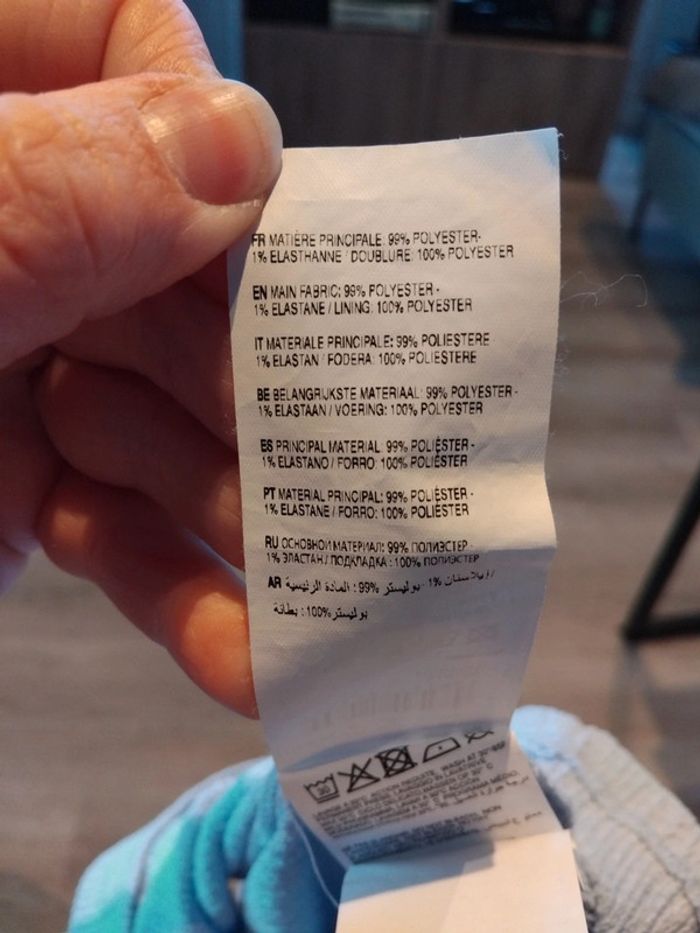 FR MATIÈRE PRINCIPALE: 99% POLYESTER-
1% ELASTHANNE / DOUBLURE: 100% POLYESTER
EN MAIN FABRIC: 99% POLYESTER -
1% ELASTANE / LINING: 100% POLYESTER
IT MATERIALE PRINCIPALE: 99% POLIESTERE
1% ELASTAN / FODERA: 100% POLIESTERE
BE BELANGRIJKSTE MATERIAAL: 99% POLYESTER -
1% ELASTAAN / VOERING: 100% POLYESTER
ES PRINCIPAL MATERIAL: 99% POLIÉSTER -
1% ELASTANO / FORRO: 100% POLIÉSTER
PT MATERIAL PRINCIPAL: 99% POLIÉSTER -
1% ELASTANE / FORRO: 100% POLIÉSTER
RU ОСНОВНОЙ МАТЕРИАЛ: 99% ПОЛИЭСТЕР -
1% ЭЛАСТАН / ПОДКЛАДКА : 100% ПОЛИЭСТЕР
AR المادة الرئيسية : 99% بوليستر - 1% إيلاستان /
بطانة : 100% بوليستر
30